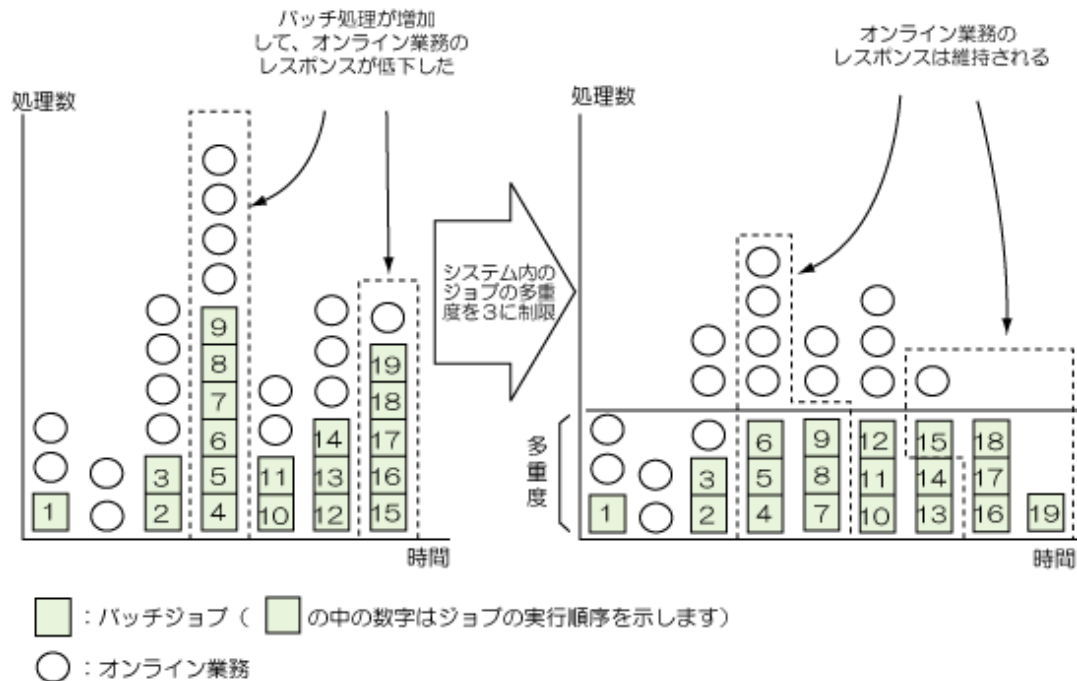 バッチ処理が増加
して、オンライン業務の
レスポンスが低下した
オンライン業務の
レスポンスは維持される
処理数
1
3
2
9
8
7
6
5
4
11
10
14
13
12
19
18
17
16
15
時間
システム内の
ジョブの多重
度を3に制限
処理数
多重度
1
3
2
6
5
4
9
8
7
12
11
10
15
14
13
18
17
16
19
時間
：バッチジョブ（ の中の数字はジョブの実行順序を示します）
：オンライン業務